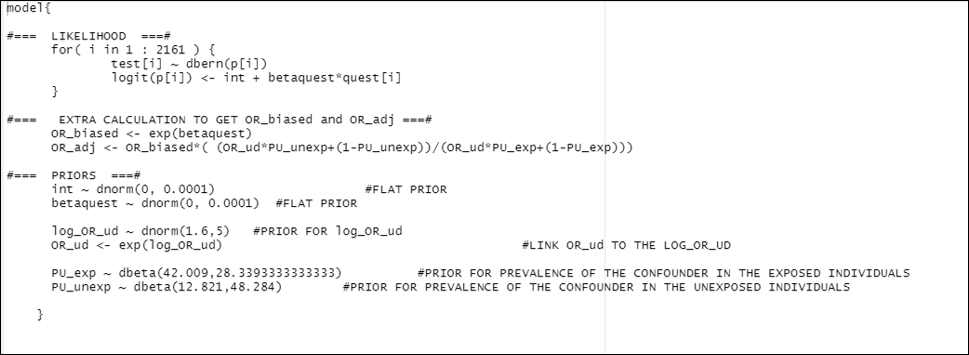 model{
#=== LIKELIHOOD ===#
for( i in 1 : 2161 ) {
test[i] ~ dbern(p[i])
logit(p[i]) <- int + betaquest*quest[i]
}
#=== EXTRA CALCULATION TO GET OR_biased and OR_adj ===#
OR_biased <- exp(betaquest)
OR_adj <- OR_biased*( (OR_ud*PU_unexp+(1-PU_unexp))/(OR_ud*PU_exp+(1-PU_exp)))
#=== PRIORS ===#
int ~ dnorm(0, 0.0001) #FLAT PRIOR
betaquest ~ dnorm(0, 0.0001) #FLAT PRIOR
log_OR_ud ~ dnorm(1.6,5) #PRIOR FOR log_OR_ud
OR_ud <- exp(log_OR_ud) #LINK OR_ud TO THE LOG_OR_UD
PU_exp ~ dbeta(42.009,28.3393333333333) #PRIOR FOR PREVALENCE OF THE CONFOUNDER IN THE EXPOSED INDIVIDUALS
PU_unexp ~ dbeta(12.821,48.284) #PRIOR FOR PREVALENCE OF THE CONFOUNDER IN THE UNEXPOSED INDIVIDUALS
}